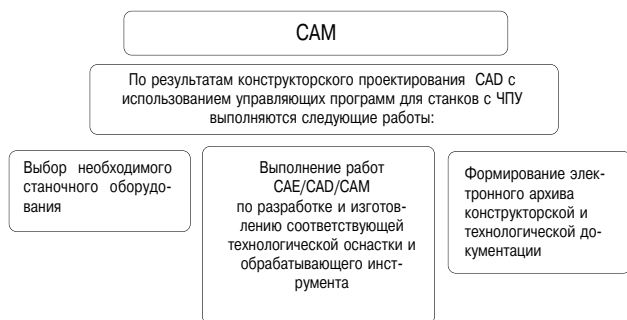 CAM
По результатам конструкторского проектирования CAD с
использованием управляющих программ для станков с ЧПУ
выполняются следующие работы:
Выбор необходимого
станочного оборудо-
вания
Выполнение работ
CAE/CAD/CAM
по разработке и изготов-
лению соответствующей
технологической оснастки и
обрабатывающего инст-
румента
Формирование элек-
тронного архива
конструкторской и
технологической до-
кументации